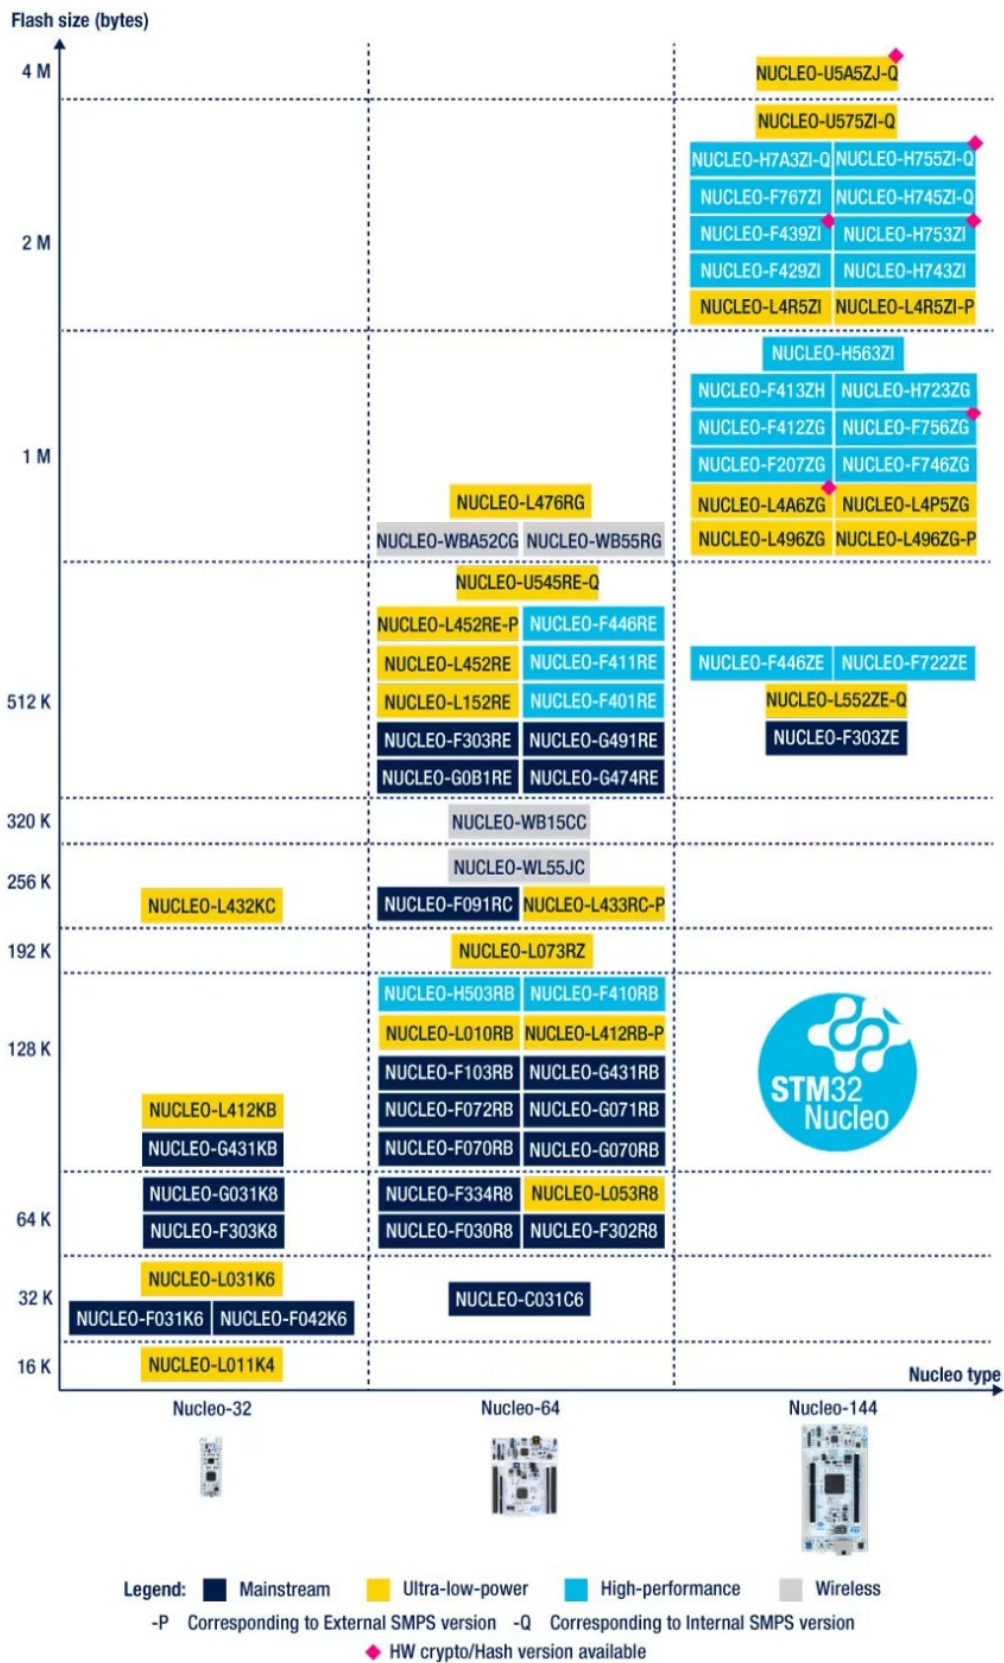 Flash size (bytes)
4 M
NUCLEO-U5A5ZJ-Q
NUCLEO-U575ZI-Q
NUCLEO-H7A3ZI-Q NUCLEO-H755ZI-Q
NUCLEO-F767ZI NUCLEO-H745ZI-Q
2 M
NUCLEO-F439ZI NUCLEO-H753ZI
NUCLEO-F429ZI NUCLEO-H743ZI
NUCLEO-L4R5ZI NUCLEO-L4R5ZI-P
NUCLEO-H563ZI
NUCLEO-F413ZH NUCLEO-H723ZG
NUCLEO-F412ZG NUCLEO-F756ZG
1 M
NUCLEO-F207ZG NUCLEO-F746ZG
NUCLEO-L476RG NUCLEO-L4A6ZG NUCLEO-L4P5ZG
NUCLEO-WBA52CG NUCLEO-WB55RG NUCLEO-L496ZG NUCLEO-L496ZG-P
NUCLEO-U545RE-Q
NUCLEO-L452RE-P NUCLEO-F446RE
NUCLEO-L452RE NUCLEO-F411RE NUCLEO-F446ZE NUCLEO-F722ZE
512 K NUCLEO-L152RE NUCLEO-F401RE NUCLEO-L552ZE-Q
NUCLEO-F303RE NUCLEO-G491RE NUCLEO-F303ZE
NUCLEO-G0B1RE NUCLEO-G474RE
320 K NUCLEO-WB15CC
NUCLEO-WL55JC
256 K
NUCLEO-L432KC NUCLEO-F091RC NUCLEO-L433RC-P
192 K NUCLEO-L073RZ
NUCLEO-H503RB NUCLEO-F410RB
NUCLEO-L010RB NUCLEO-L412RB-P
128 K
NUCLEO-F103RB NUCLEO-G431RB
NUCLEO-L412KB NUCLEO-F072RB NUCLEO-G071RB
NUCLEO-G431KB NUCLEO-F070RB NUCLEO-G070RB
STM32
Nucleo
NUCLEO-G031K8 NUCLEO-F334R8 NUCLEO-L053R8
64 K
NUCLEO-F303K8 NUCLEO-F030R8 NUCLEO-F302R8
NUCLEO-L031K6
32 K NUCLEO-C031C6
NUCLEO-F031K6 NUCLEO-F042K6
16 K NUCLEO-L011K4
Nucleo type
Nucleo-32 Nucleo-64 Nucleo-144
Legend: Mainstream Ultra-low-power High-performance Wireless
-P Corresponding to External SMPS version -Q Corresponding to Internal SMPS version
HW crypto/Hash version available